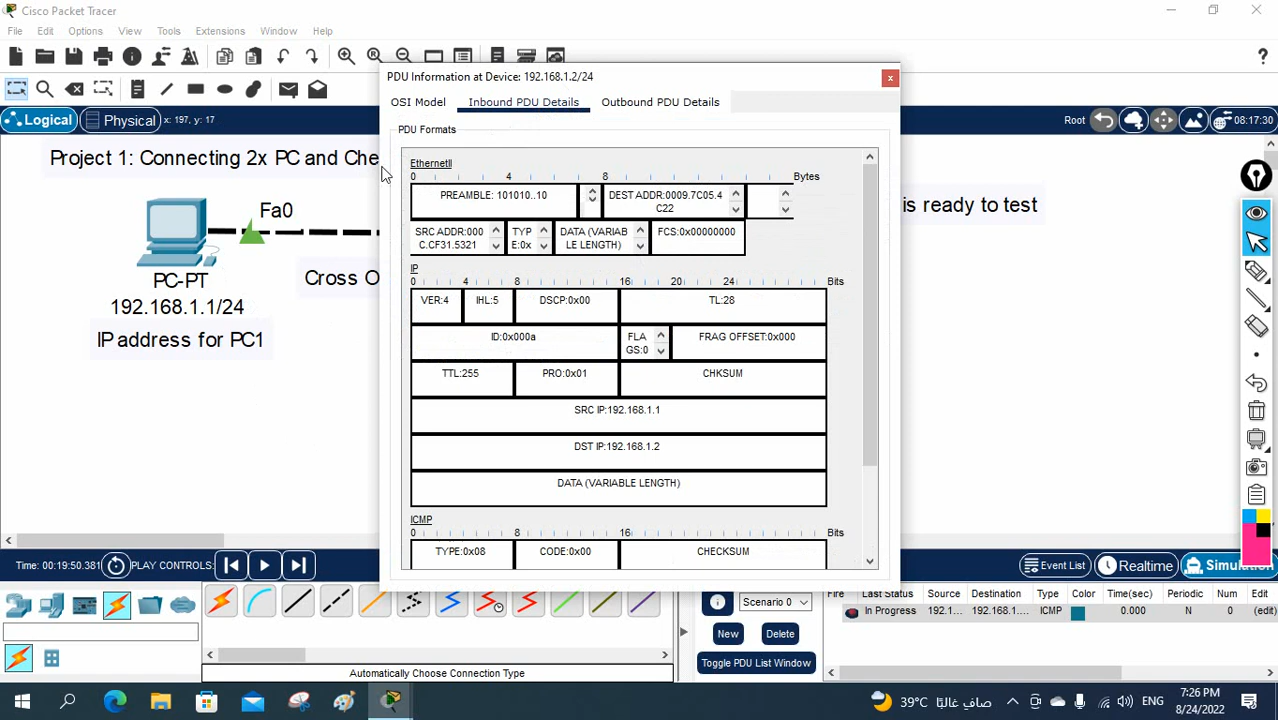 Cisco Packet Tracer
File Edit Options View Tools Extensions Window Help
PDU Information at Device: 192.168.1.2/24
OSI Model Inbound PDU Details Outbound PDU Details
Logical Physical x: 197, y: 17
Root 08:17:30
PDU Formats
Project 1: Connecting 2x PC and Che
EthernetII
0 4 8 Bytes
PREAMBLE: 101010..10
DEST ADDR:0009.7C05.4
C22
is ready to test
Fa0
SRC ADDR:000
C.CF31.5321
TYP
E:0x
DATA (VARIAB
LE LENGTH)
FCS:0x00000000
Cross O
IP
0 4 8 16 20 24 Bits
PC-PT
192.168.1.1/24
IP address for PC1
VER:4 IHL:5 DSCP:0x00 TL:28
ID:0x000a
FLA
GS:0
FRAG OFFSET:0x000
TTL:255 PRO:0x01 CHKSUM
SRC IP:192.168.1.1
DST IP:192.168.1.2
DATA (VARIABLE LENGTH)
ICMP
0 8 16 Bits
TYPE:0x08 CODE:0x00 CHECKSUM
Time: 00:19:50.381 PLAY CONTROLS:
Event List Realtime Simulation
Scenario 0
Fire Last Status Source Destination Type Color Time(sec) Periodic Num Edit
In Progress 192.1... 192.168.1.... ICMP 0.000 N 0 (edit)
New Delete
Toggle PDU List Window
Automatically Choose Connection Type
39°C صافٍ غالبًا
ENG
7:26 PM
8/24/2022